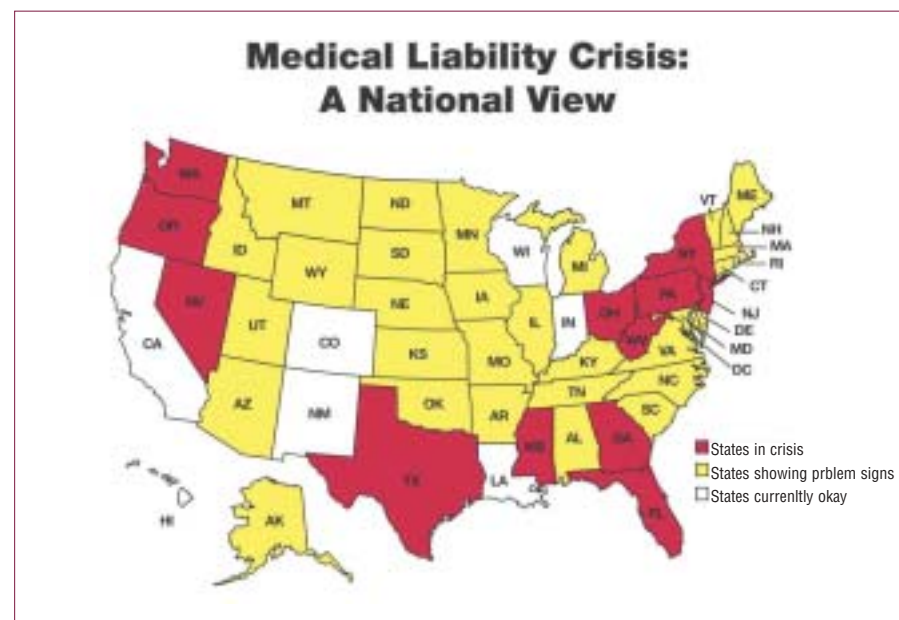 Medical Liability Crisis:
A National View
WA
MT
ND
MN
VT
ME
OR
ID
SD
WI
MI
NY
NH
MA
RI
CT
WY
NV
NE
IA
PA
NJ
CA
UT
CO
IL
IN
OH
WV
DE
MD
VA
DC
KS
MO
KY
NC
AZ
NM
OK
AR
TN
SC
MS
AL
GA
TX
LA
FL
HI
AK
States in crisis
States showing prblem signs
States currenltly okay